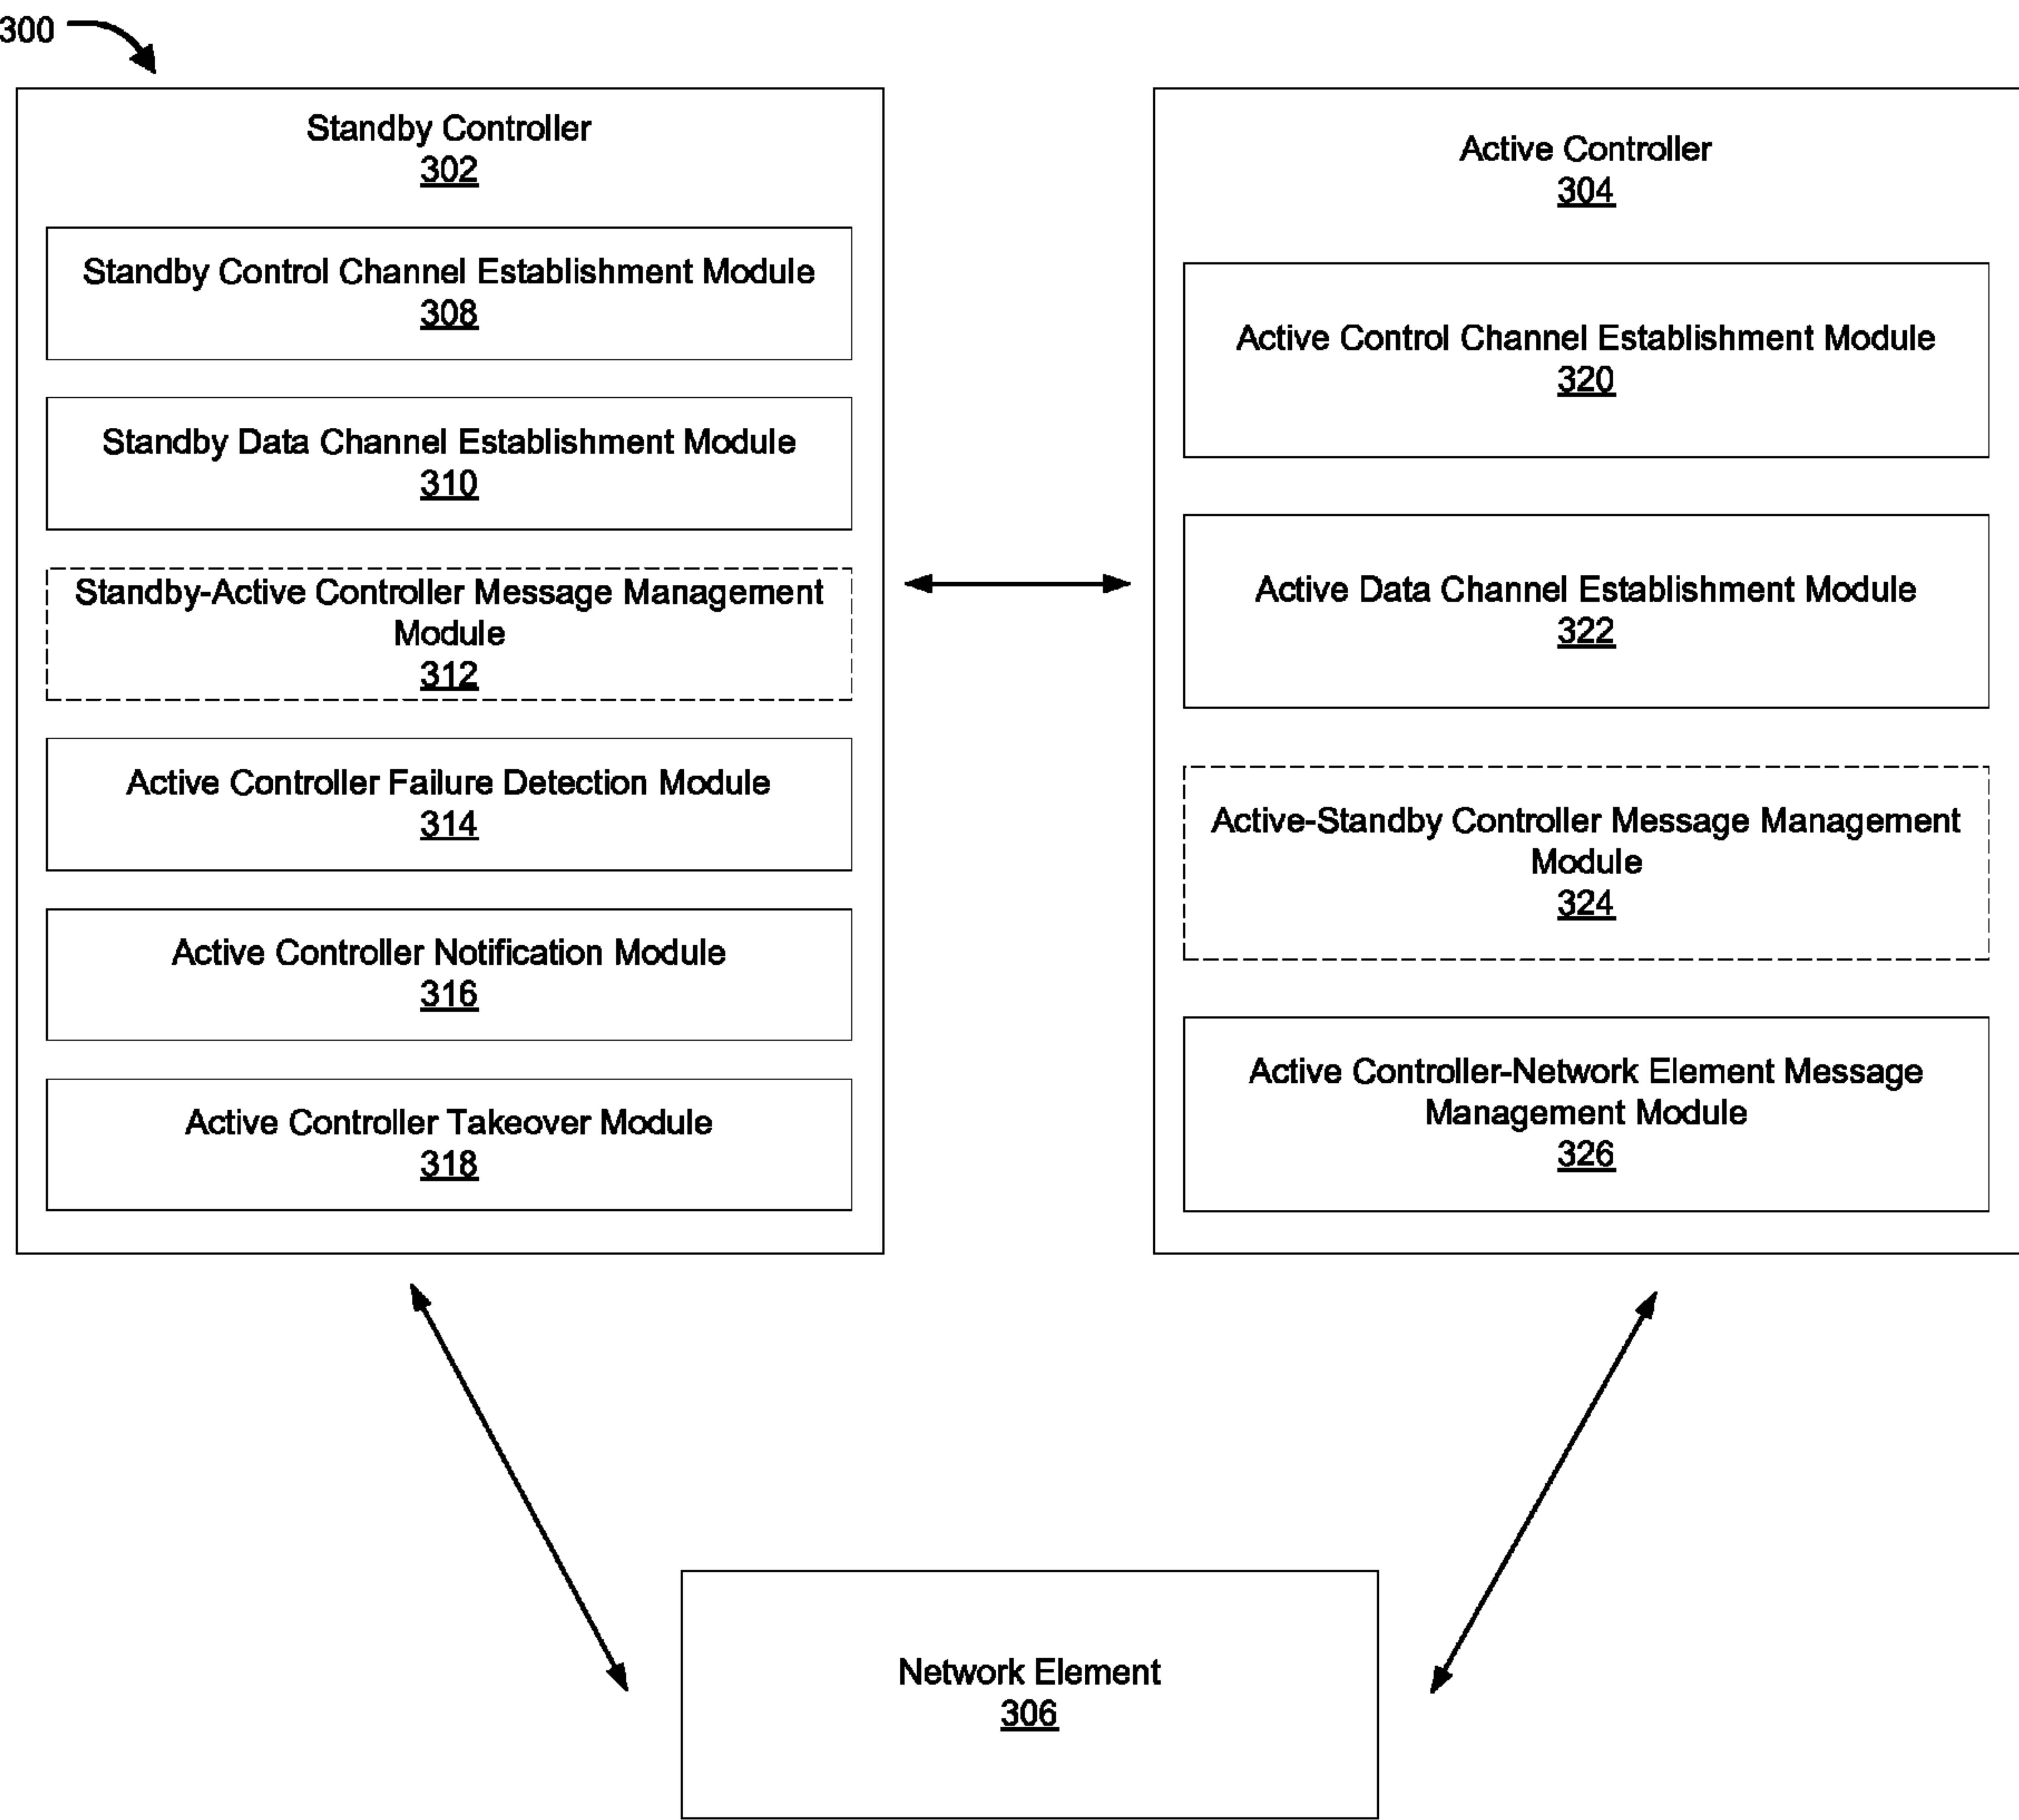 300
Standby Controller
302
Standby Control Channel Establishment Module
308
Standby Data Channel Establishment Module
310
Standby-Active Controller Message Management
Module
312
Active Controller Failure Detection Module
314
Active Controller Notification Module
316
Active Controller Takeover Module
318
Active Controller
304
Active Control Channel Establishment Module
320
Active Data Channel Establishment Module
322
Active-Standby Controller Message Management
Module
324
Active Controller-Network Element Message
Management Module
326
Network Element
306